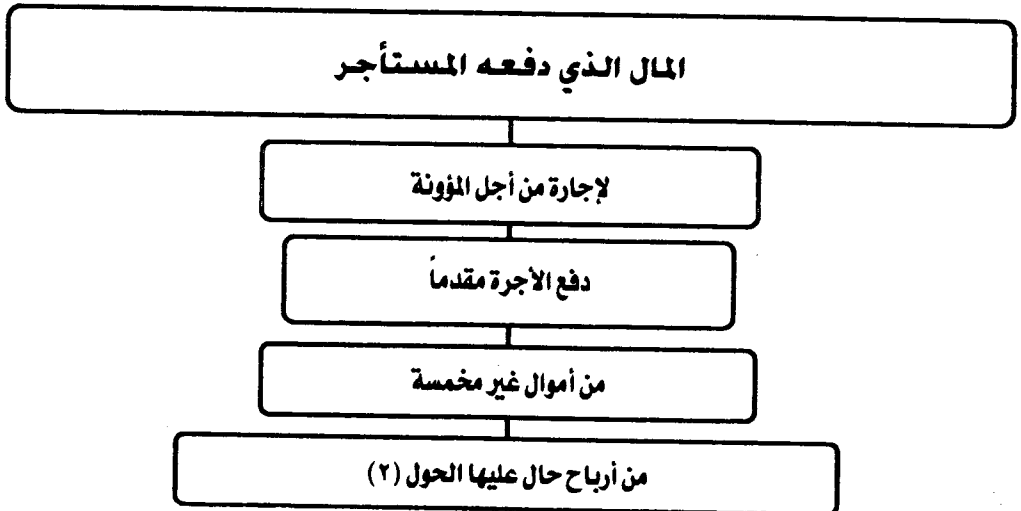 المال الذي دفعه المستأجر
لإجارة من أجل المؤونة
دفع الأجرة مقدماً
من أموال غير مخمسة
من أرباح حال عليها الحول (٢)